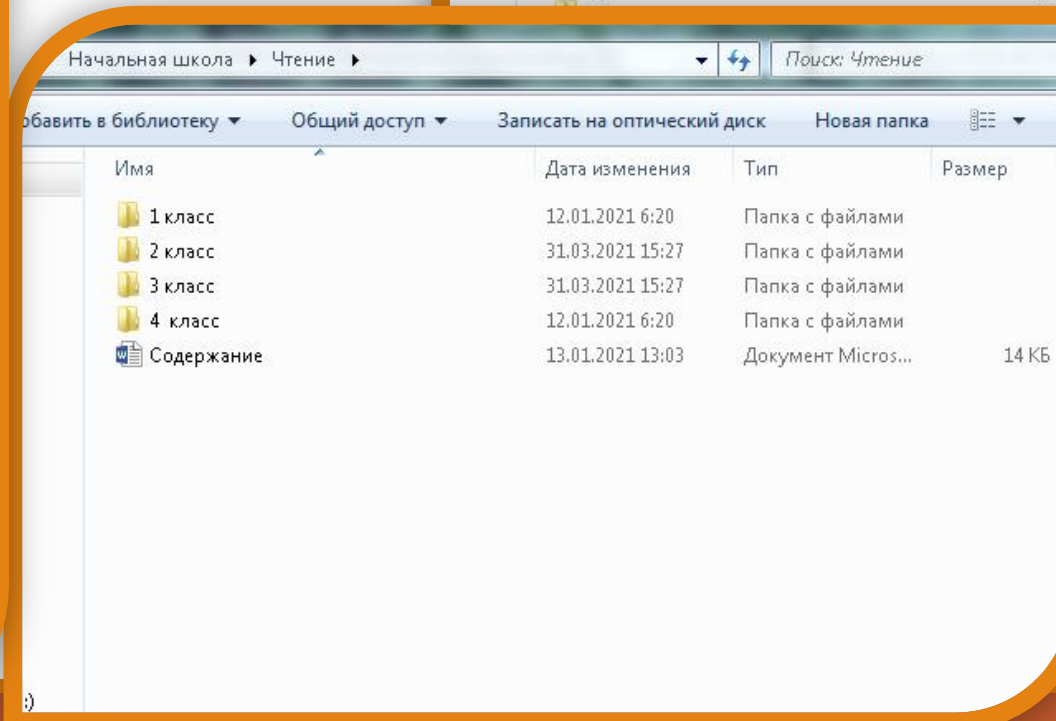 Начальная школа Чтение Поиск: Чтение
обавить в библиотеку Общий доступ Записать на оптический диск Новая папка
Имя Дата изменения Тип Размер
1 класс 12.01.2021 6:20 Папка с файлами
2 класс 31.03.2021 15:27 Папка с файлами
3 класс 31.03.2021 15:27 Папка с файлами
4 класс 12.01.2021 6:20 Папка с файлами
Содержание 13.01.2021 13:03 Документ Micros... 14 КБ
:)